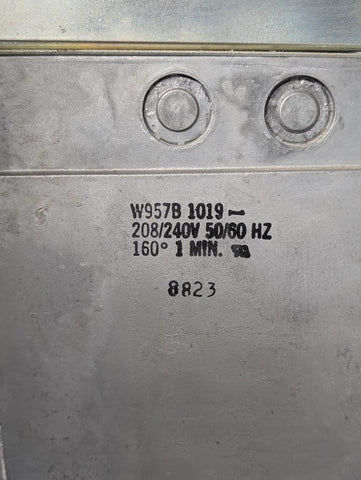 W957B 1019-
208/240V 50/60 HZ
160° 1 MIN.
8823